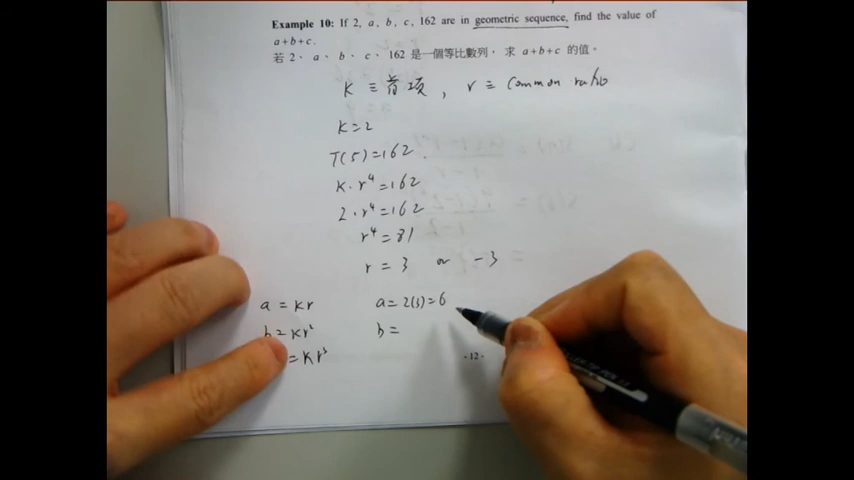 Example 10: If 2, a, b, c, 162 are in geometric sequence, find the value of
a+b+c.
若 2、a、b、c、162 是一個等比數列，求 a+b+c 的值。
K ≡ 首项, r ≡ Common ratio
K=2
T(5)=162
K·r⁴=162
2·r⁴=162
r⁴=81
r=3 or -3
a=Kr a=2(3)=6
b=Kr² b=
=Kr³
-12-